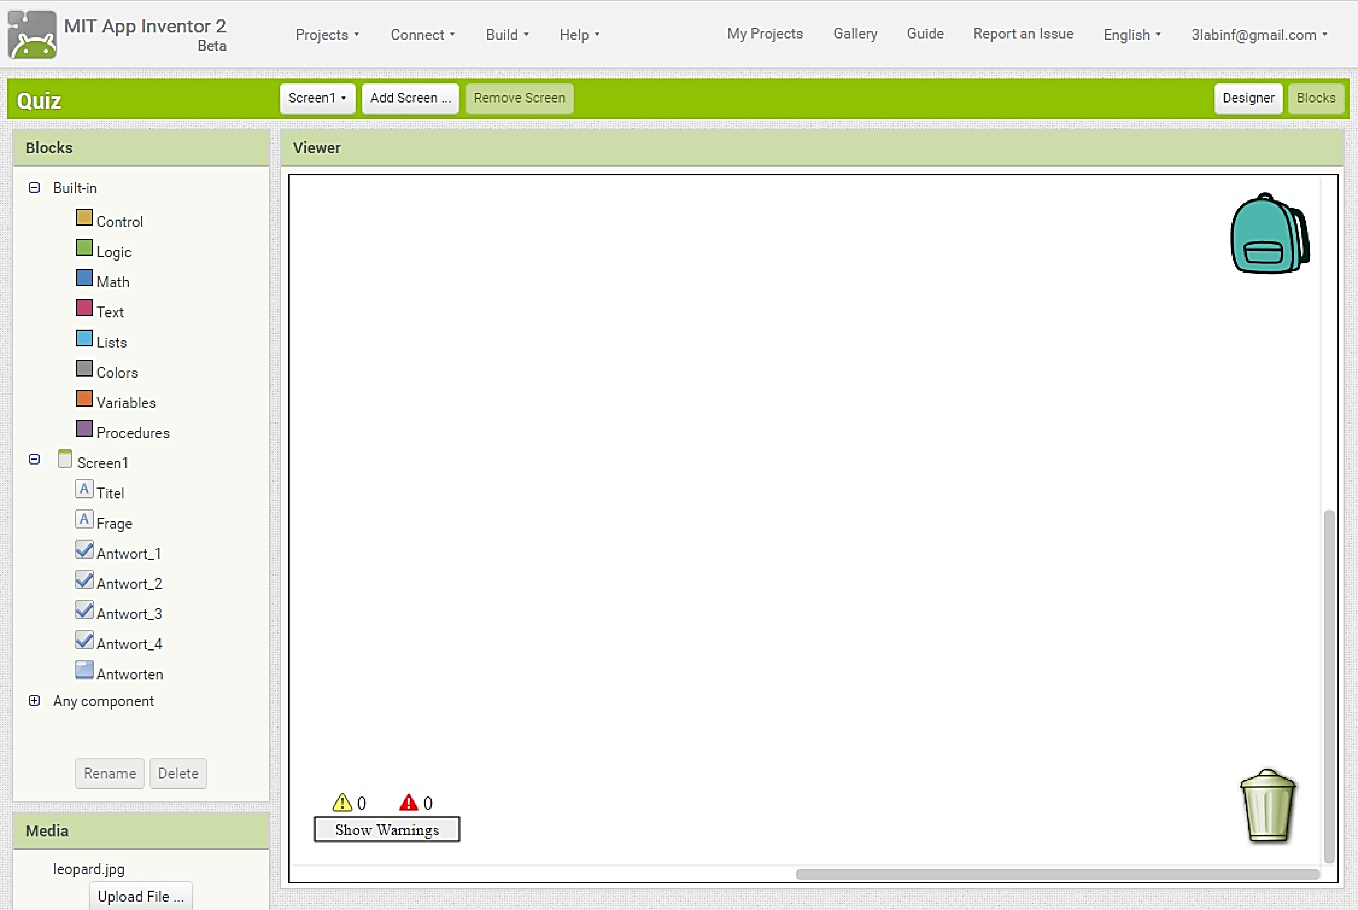 MIT App Inventor 2
Beta
Projects Connect Build Help My Projects Gallery Guide Report an Issue English 3labinf@gmail.com
Quiz Screen1 Add Screen ... Remove Screen Designer Blocks
Blocks
Built-in
Control
Logic
Math
Text
Lists
Colors
Variables
Procedures
Screen1
A Titel
A Frage
Antwort_1
Antwort_2
Antwort_3
Antwort_4
Antworten
Any component
Rename Delete
Media
leopard.jpg
Upload File ...
Viewer
0 0
Show Warnings